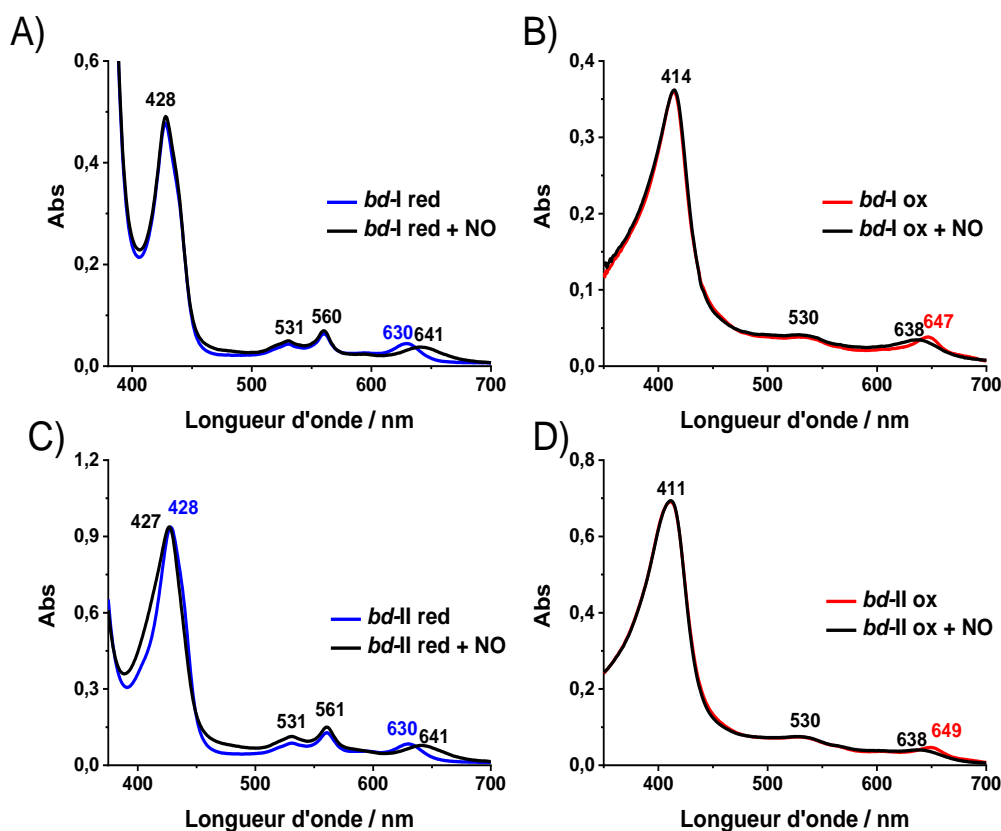 A)
0,6
0,4
0,2
0,0
Abs
428
531
560
630
641
bd-I red
bd-I red + NO
400
500
600
700
Longueur d'onde / nm
B)
0,4
0,3
0,2
0,1
0,0
Abs
414
530
638
647
bd-I ox
bd-I ox + NO
400
500
600
700
Longueur d'onde / nm
C)
1,2
0,9
0,6
0,3
0,0
Abs
427
428
531
561
630
641
bd-II red
bd-II red + NO
400
500
600
700
Longueur d'onde / nm
D)
0,8
0,6
0,4
0,2
0,0
Abs
411
530
638
649
bd-II ox
bd-II ox + NO
400
500
600
700
Longueur d'onde / nm